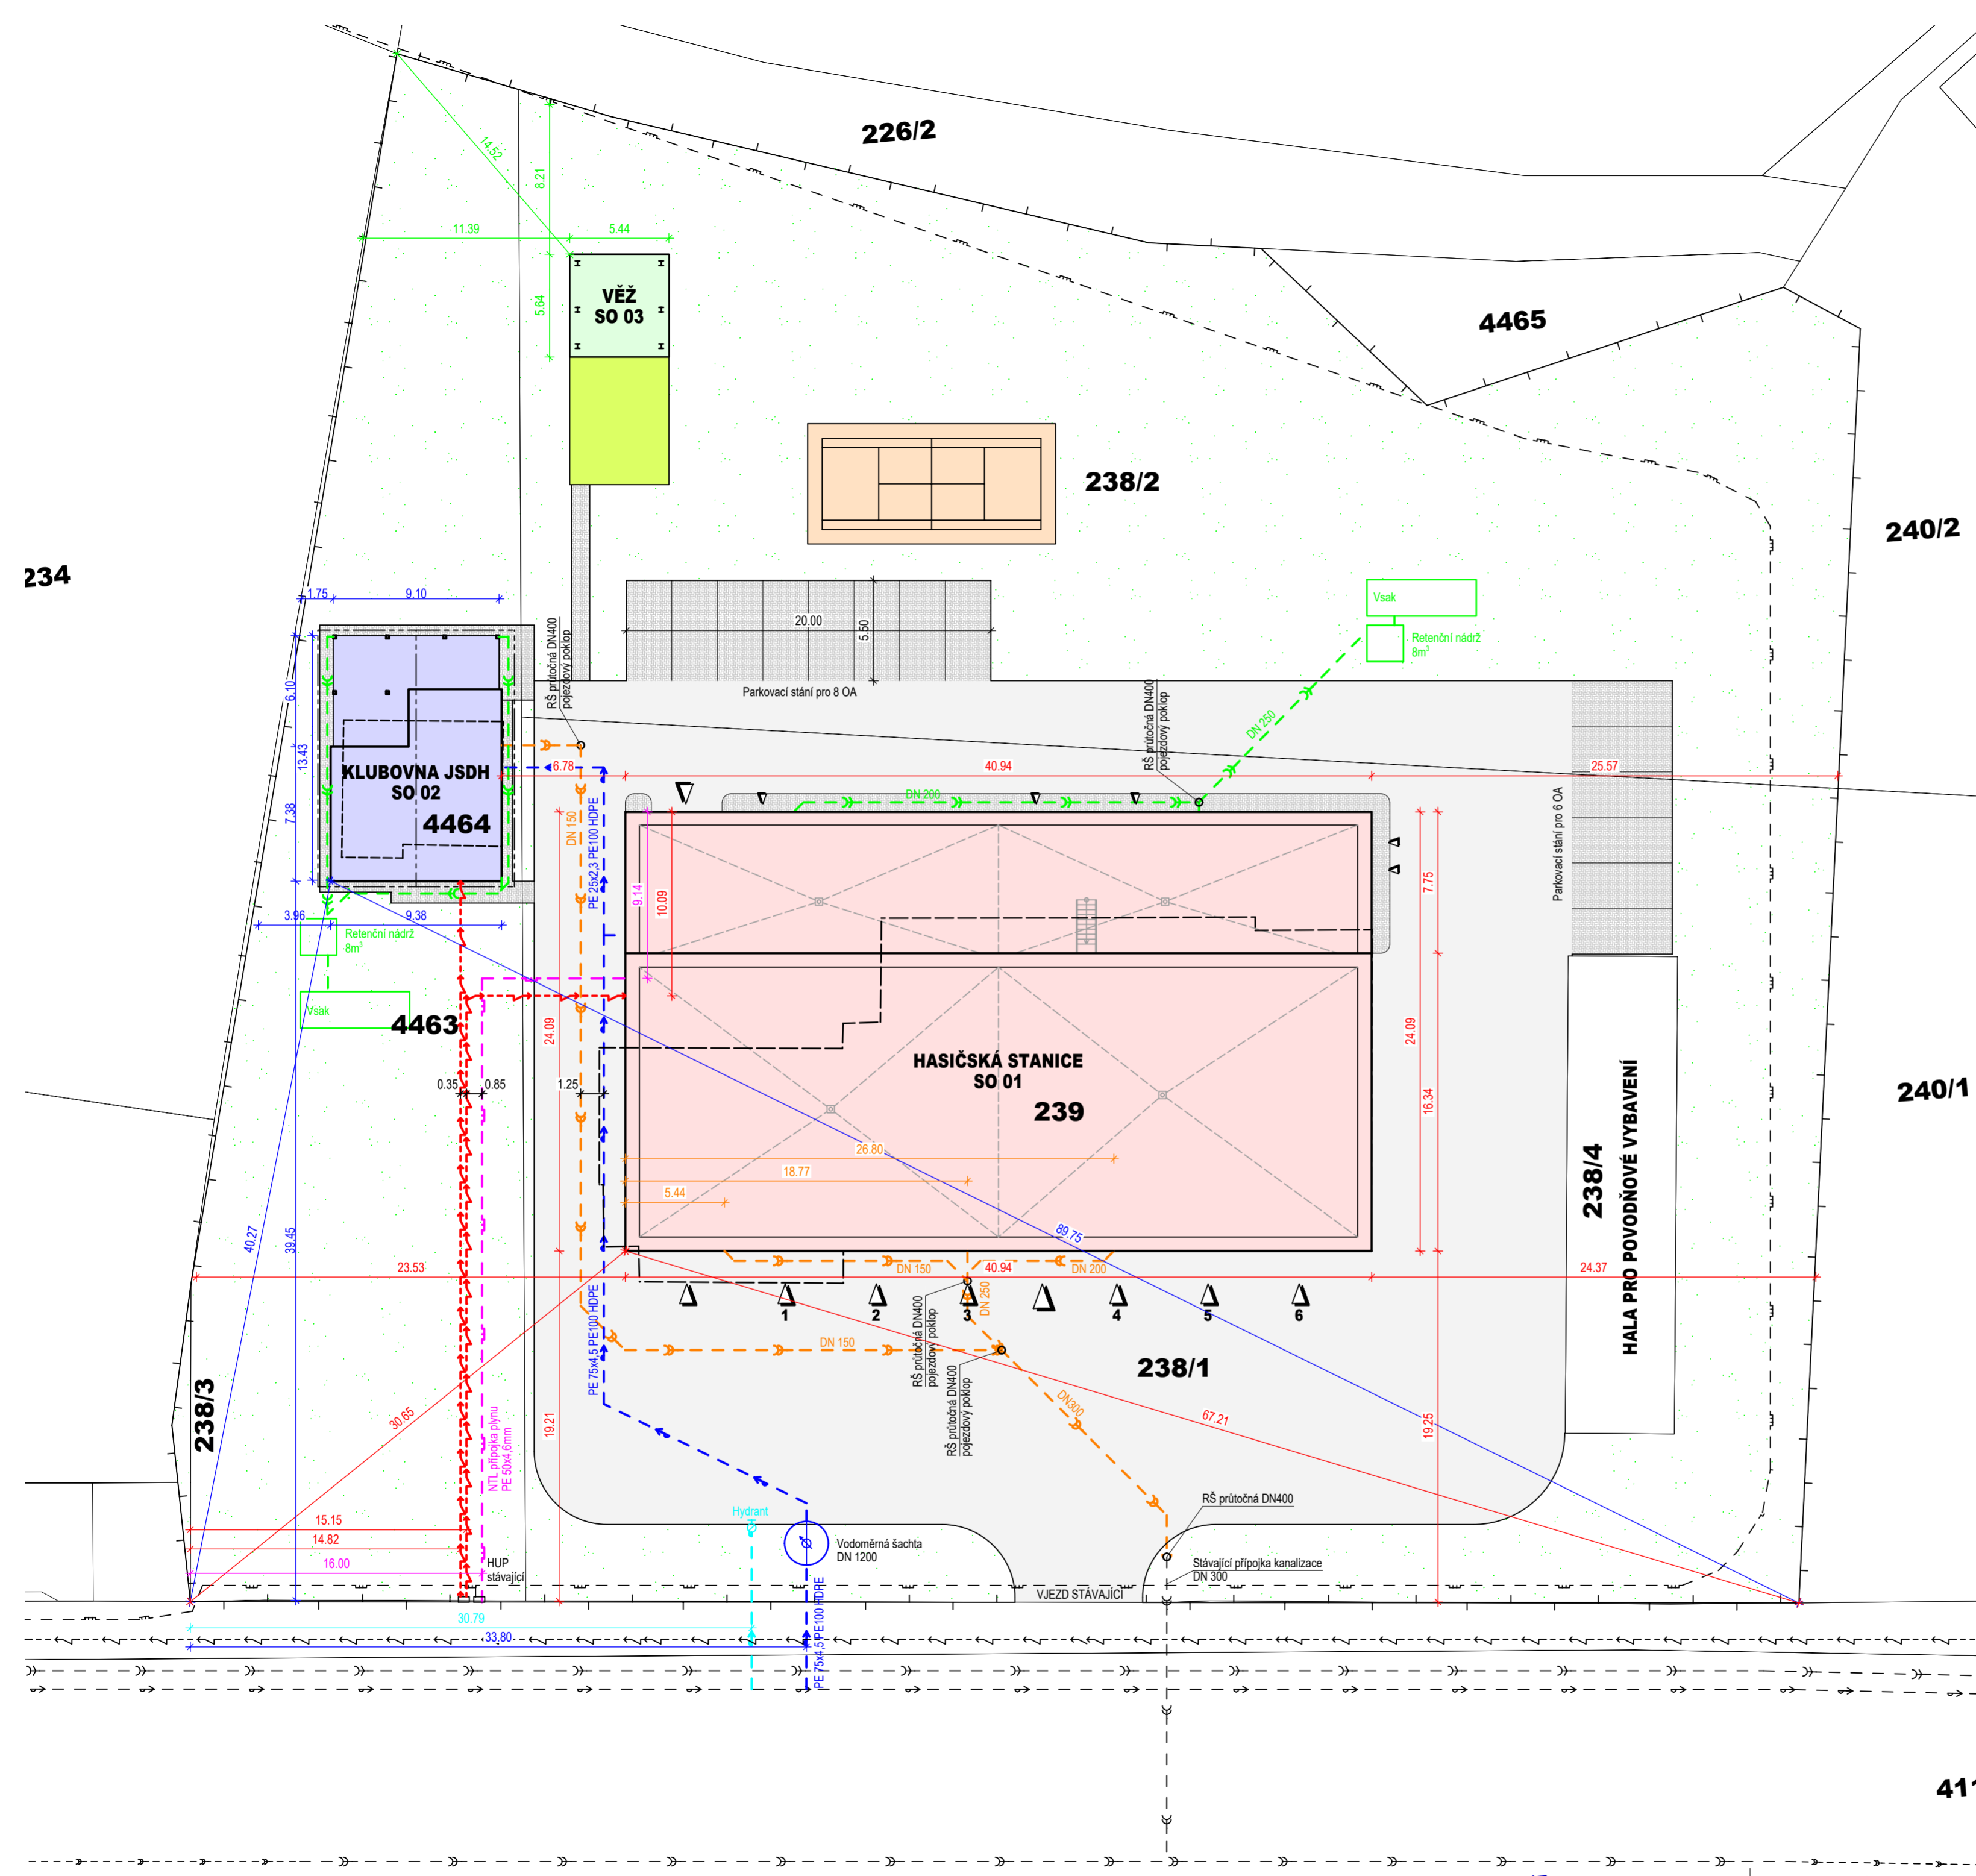 226/2
14.52
8.21
11.39
5.44
VĚŽ
SO 03
5.64
4465
238/2
240/2
234
1.75
9.10
RŠ průtočná DN400
pojezdový poklop
20.00
5.50
Vsak
Retenční nádrž
8m³
Parkovací stání pro 8 OA
RŠ průtočná DN400
pojezdový poklop
DN 250
6.10
13.43
7.38
KLUBOVNA JSDH
SO 02
4464
6.78
40.94
25.57
DN 200
DN 150
PE 25x2,3 PE100 HDPE
9.14
10.09
7.75
Parkovací stání pro 6 OA
3.96
9.38
Retenční nádrž
8m³
Vsak
4463
24.09
24.09
16.34
HASIČSKÁ STANICE
SO 01
239
0.35
0.85
1.25
240/1
238/4
HALA PRO POVODŇOVÉ VYBAVENÍ
26.80
18.77
5.44
40.27
39.45
89.75
23.53
DN 150
40.94
DN 200
24.37
DN 250
1
2
3
4
5
6
PE 75x4,5 PE100 HDPE
DN 150
RŠ průtočná DN400
pojezdový poklop
RŠ průtočná DN400
pojezdový poklop
238/1
238/3
30.65
19.21
DN300
67.21
19.25
NTL přípojka plynu
PE 50x4,6mm
RŠ průtočná DN400
Hydrant
15.15
14.82
16.00
HUP
stávající
Vodoměrná šachta
DN 1200
Stávající přípojka kanalizace
DN 300
VJEZD STÁVAJÍCÍ
30.79
33.80
PE 75x4,5 PE100 HDPE
411